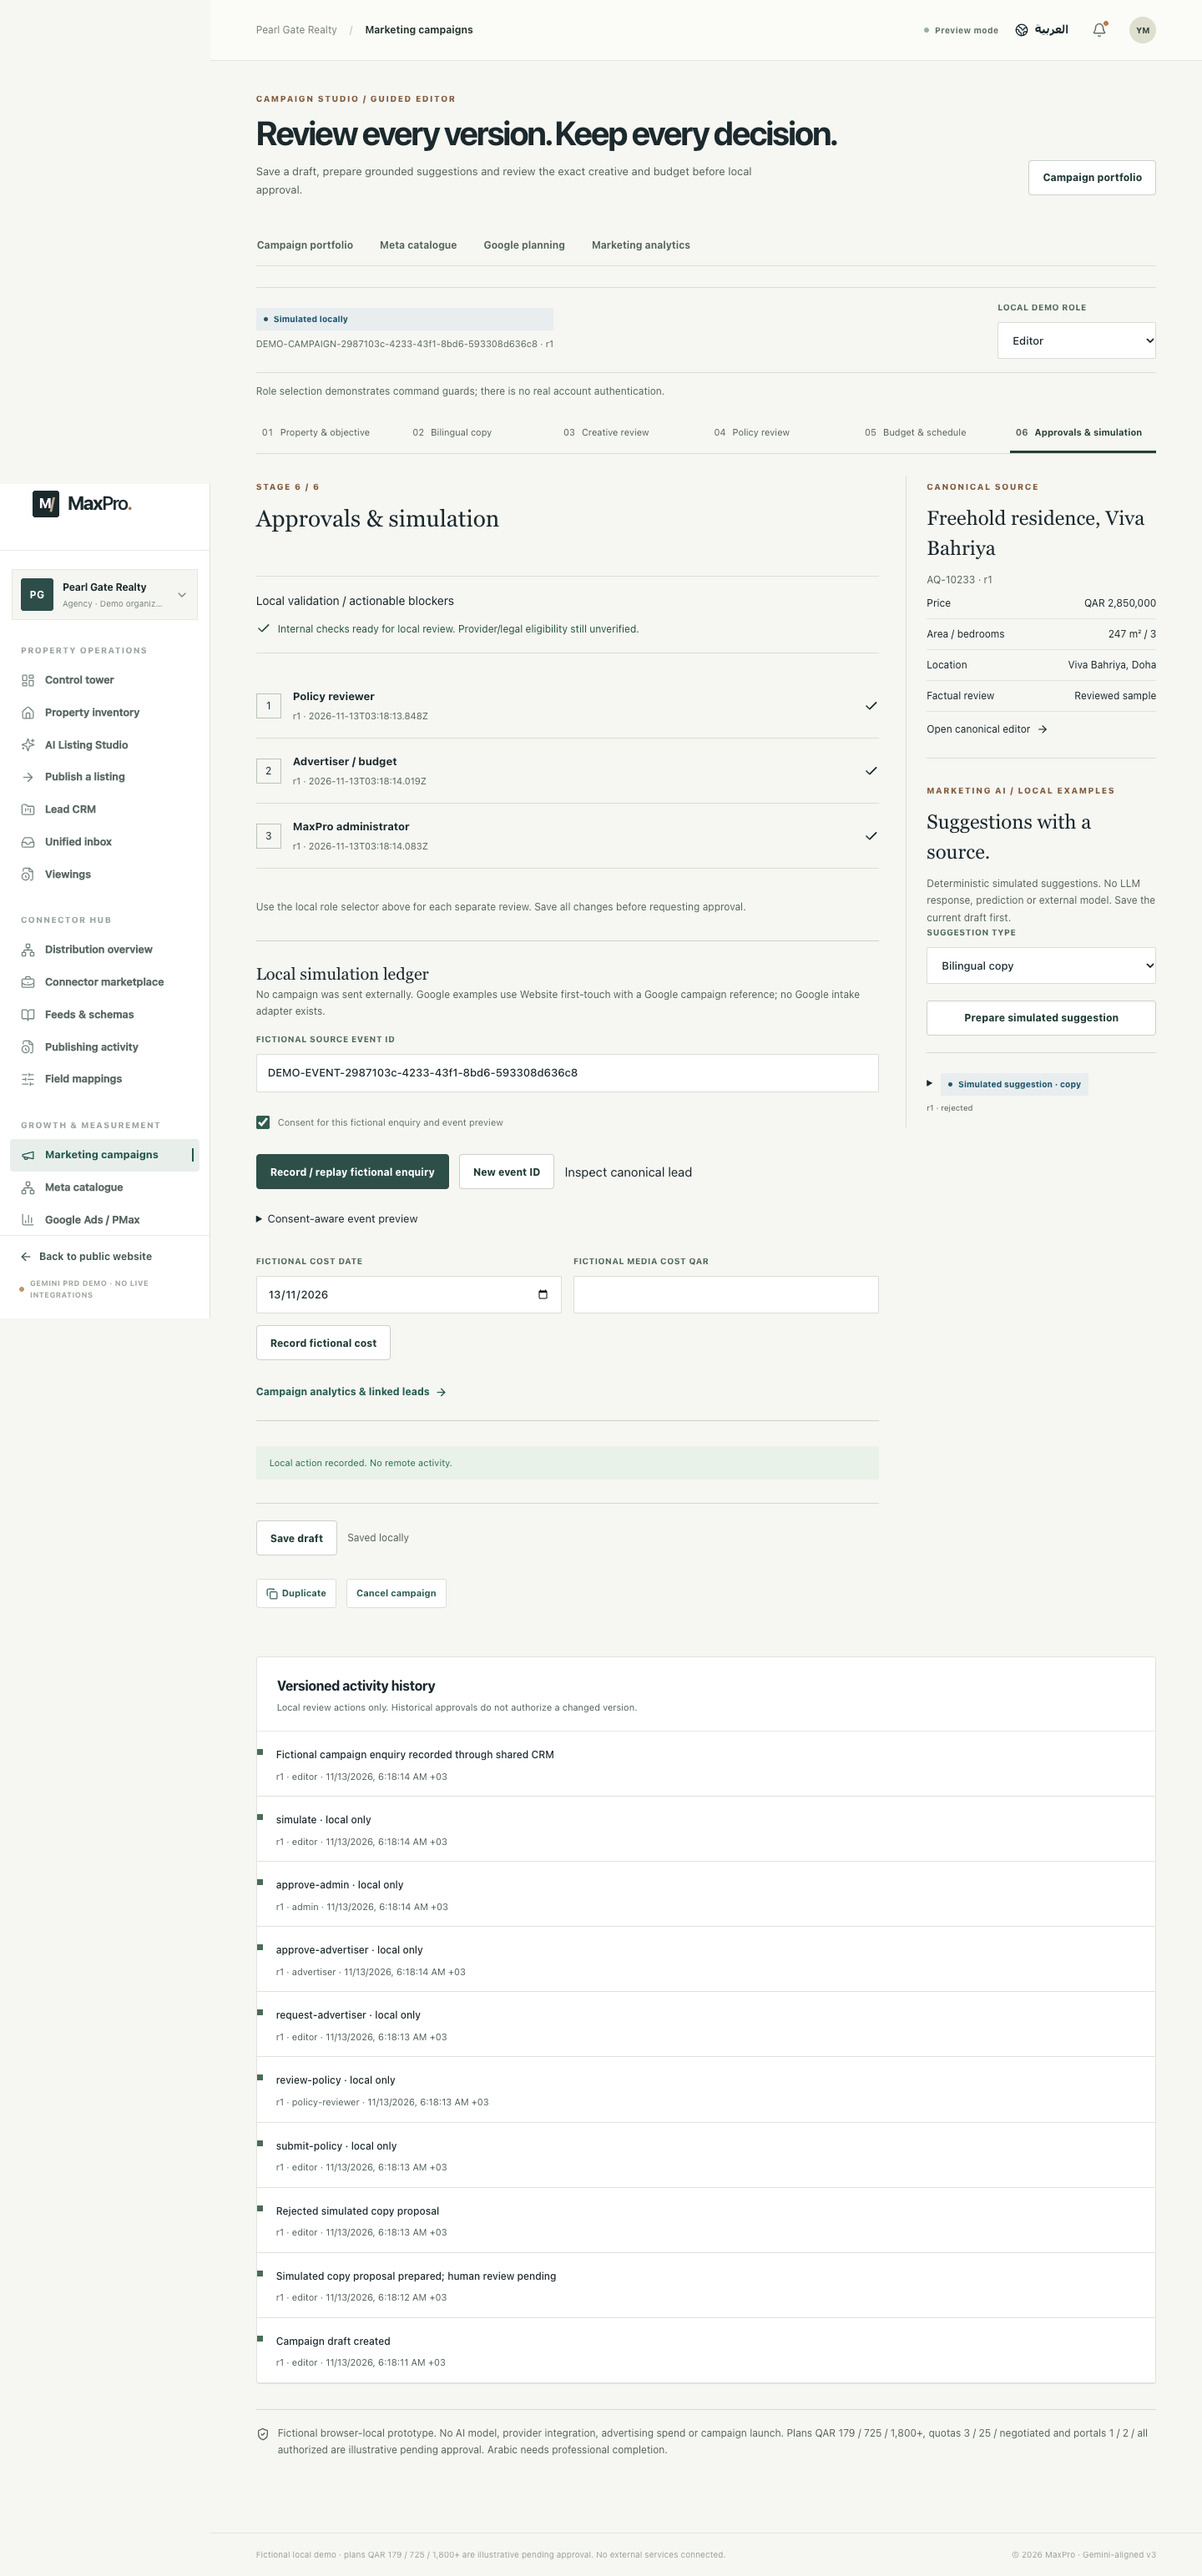 Pearl Gate Realty / Marketing campaigns
Preview mode
العربية
YM
CAMPAIGN STUDIO / GUIDED EDITOR
Review every version. Keep every decision.
Save a draft, prepare grounded suggestions and review the exact creative and budget before local
approval.
Campaign portfolio
Campaign portfolio
Meta catalogue
Google planning
Marketing analytics
Simulated locally
DEMO-CAMPAIGN-2987103c-4233-43f1-8bd6-593308d636c8 · r1
LOCAL DEMO ROLE
Editor
Role selection demonstrates command guards; there is no real account authentication.
01 Property & objective
02 Bilingual copy
03 Creative review
04 Policy review
05 Budget & schedule
06 Approvals & simulation
M/ MaxPro.
PG
Pearl Gate Realty
Agency · Demo organiz...
PROPERTY OPERATIONS
Control tower
Property inventory
AI Listing Studio
Publish a listing
Lead CRM
Unified inbox
Viewings
CONNECTOR HUB
Distribution overview
Connector marketplace
Feeds & schemas
Publishing activity
Field mappings
GROWTH & MEASUREMENT
Marketing campaigns
Meta catalogue
Google Ads / PMax
Back to public website
GEMINI PRD DEMO · NO LIVE
INTEGRATIONS
STAGE 6 / 6
Approvals & simulation
Local validation / actionable blockers
Internal checks ready for local review. Provider/legal eligibility still unverified.
1
Policy reviewer
r1 · 2026-11-13T03:18:13.848Z
2
Advertiser / budget
r1 · 2026-11-13T03:18:14.019Z
3
MaxPro administrator
r1 · 2026-11-13T03:18:14.083Z
Use the local role selector above for each separate review. Save all changes before requesting approval.
Local simulation ledger
No campaign was sent externally. Google examples use Website first-touch with a Google campaign reference; no Google intake
adapter exists.
FICTIONAL SOURCE EVENT ID
DEMO-EVENT-2987103c-4233-43f1-8bd6-593308d636c8
Consent for this fictional enquiry and event preview
Record / replay fictional enquiry
New event ID
Inspect canonical lead
Consent-aware event preview
FICTIONAL COST DATE
13/11/2026
FICTIONAL MEDIA COST QAR
Record fictional cost
Campaign analytics & linked leads
Local action recorded. No remote activity.
Save draft
Saved locally
Duplicate
Cancel campaign
CANONICAL SOURCE
Freehold residence, Viva
Bahriya
AQ-10233 · r1
Price QAR 2,850,000
Area / bedrooms 247 m² / 3
Location Viva Bahriya, Doha
Factual review Reviewed sample
Open canonical editor
MARKETING AI / LOCAL EXAMPLES
Suggestions with a
source.
Deterministic simulated suggestions. No LLM
response, prediction or external model. Save the
current draft first.
SUGGESTION TYPE
Bilingual copy
Prepare simulated suggestion
Simulated suggestion · copy
r1 · rejected
Versioned activity history
Local review actions only. Historical approvals do not authorize a changed version.
Fictional campaign enquiry recorded through shared CRM
r1 · editor · 11/13/2026, 6:18:14 AM +03
simulate · local only
r1 · editor · 11/13/2026, 6:18:14 AM +03
approve-admin · local only
r1 · admin · 11/13/2026, 6:18:14 AM +03
approve-advertiser · local only
r1 · advertiser · 11/13/2026, 6:18:14 AM +03
request-advertiser · local only
r1 · editor · 11/13/2026, 6:18:13 AM +03
review-policy · local only
r1 · policy-reviewer · 11/13/2026, 6:18:13 AM +03
submit-policy · local only
r1 · editor · 11/13/2026, 6:18:13 AM +03
Rejected simulated copy proposal
r1 · editor · 11/13/2026, 6:18:13 AM +03
Simulated copy proposal prepared; human review pending
r1 · editor · 11/13/2026, 6:18:12 AM +03
Campaign draft created
r1 · editor · 11/13/2026, 6:18:11 AM +03
Fictional browser-local prototype. No AI model, provider integration, advertising spend or campaign launch. Plans QAR 179 / 725 / 1,800+, quotas 3 / 25 / negotiated and portals 1 / 2 / all
authorized are illustrative pending approval. Arabic needs professional completion.
Fictional local demo · plans QAR 179 / 725 / 1,800+ are illustrative pending approval. No external services connected.
© 2026 MaxPro · Gemini-aligned v3